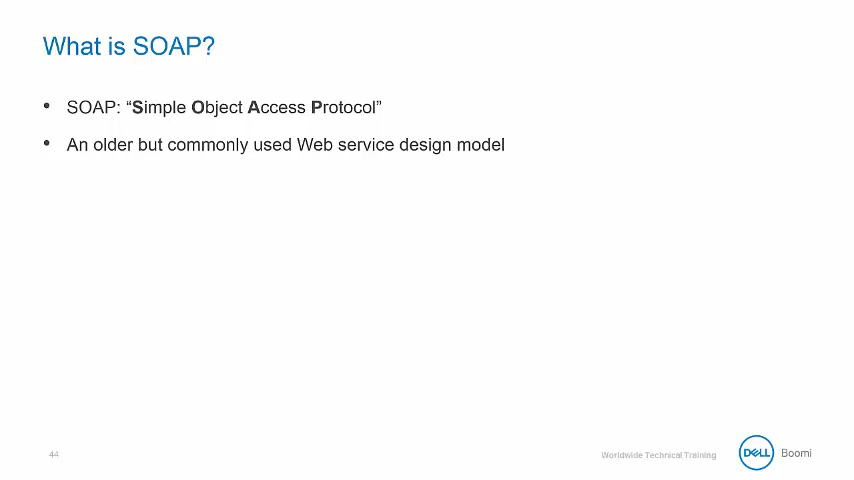 What is SOAP?
• SOAP: “Simple Object Access Protocol”
• An older but commonly used Web service design model
44
Worldwide Technical Training
DELL
Boomi